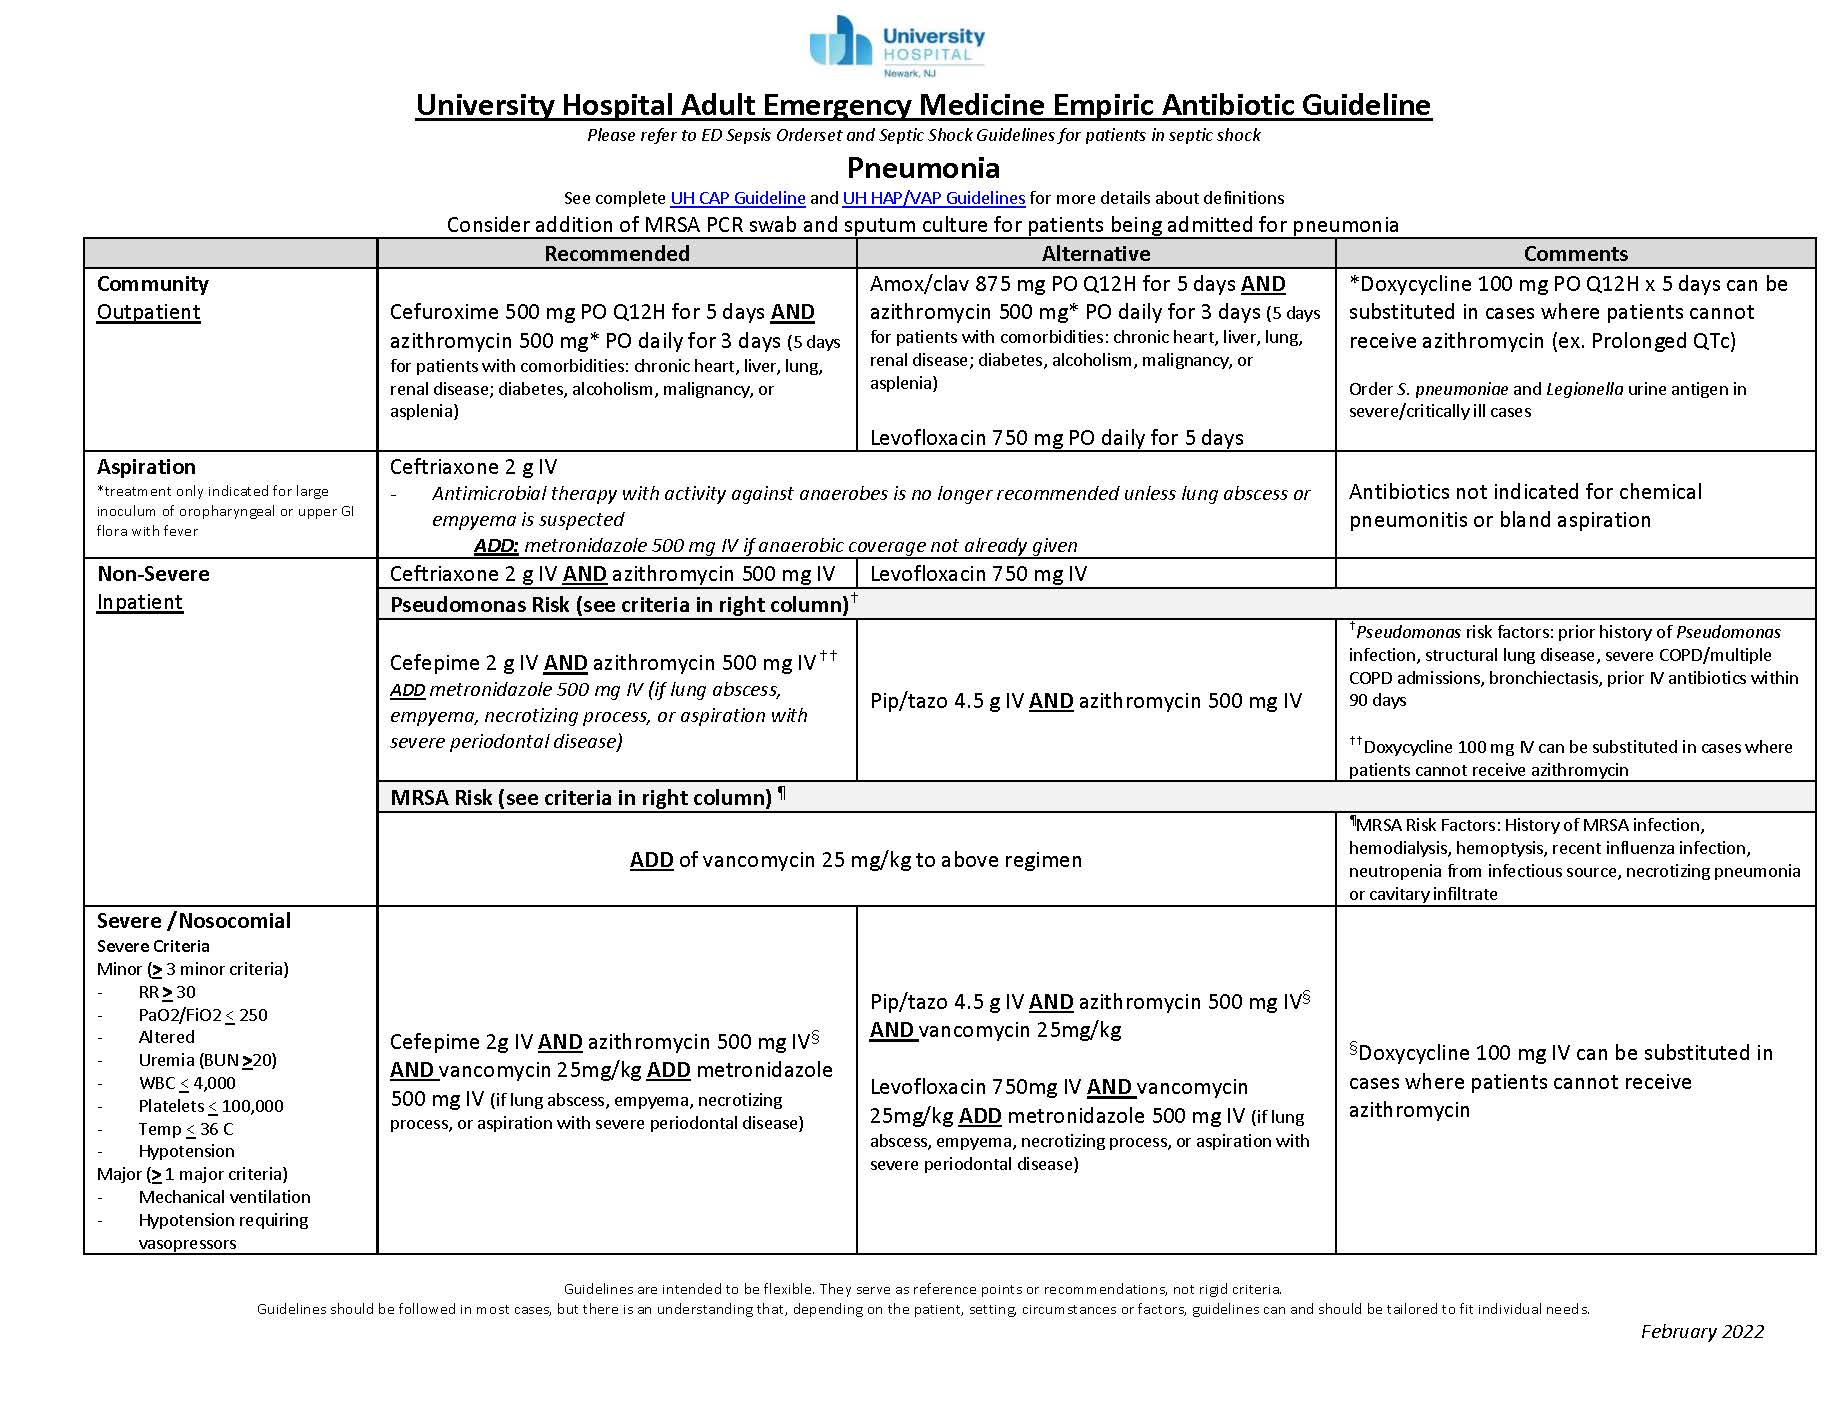 University
HOSPITAL
Newark, NJ
University Hospital Adult Emergency Medicine Empiric Antibiotic Guideline
Please refer to ED Sepsis Orderset and Septic Shock Guidelines for patients in septic shock
Pneumonia
See complete UH CAP Guideline and UH HAP/VAP Guidelines for more details about definitions
Consider addition of MRSA PCR swab and sputum culture for patients being admitted for pneumonia
Recommended
Alternative
Comments
Community
Outpatient
Cefuroxime 500 mg PO Q12H for 5 days AND
azithromycin 500 mg* PO daily for 3 days (5 days
for patients with comorbidities: chronic heart, liver, lung,
renal disease; diabetes, alcoholism, malignancy, or
asplenia)
Amox/clav 875 mg PO Q12H for 5 days AND
azithromycin 500 mg* PO daily for 3 days (5 days
for patients with comorbidities: chronic heart, liver, lung,
renal disease; diabetes, alcoholism, malignancy, or
asplenia)
Levofloxacin 750 mg PO daily for 5 days
*Doxycycline 100 mg PO Q12H x 5 days can be
substituted in cases where patients cannot
receive azithromycin (ex. Prolonged QTc)
Order S. pneumoniae and Legionella urine antigen in
severe/critically ill cases
Aspiration
*treatment only indicated for large
inoculum of oropharyngeal or upper GI
flora with fever
Ceftriaxone 2 g IV
- Antimicrobial therapy with activity against anaerobes is no longer recommended unless lung abscess or
empyema is suspected
ADD: metronidazole 500 mg IV if anaerobic coverage not already given
Antibiotics not indicated for chemical
pneumonitis or bland aspiration
Non-Severe
Inpatient
Ceftriaxone 2 g IV AND azithromycin 500 mg IV
Levofloxacin 750 mg IV
Pseudomonas Risk (see criteria in right column)†
Cefepime 2 g IV AND azithromycin 500 mg IV††
ADD metronidazole 500 mg IV (if lung abscess,
empyema, necrotizing process, or aspiration with
severe periodontal disease)
Pip/tazo 4.5 g IV AND azithromycin 500 mg IV
†Pseudomonas risk factors: prior history of Pseudomonas
infection, structural lung disease, severe COPD/multiple
COPD admissions, bronchiectasis, prior IV antibiotics within
90 days
††Doxycycline 100 mg IV can be substituted in cases where
patients cannot receive azithromycin
MRSA Risk (see criteria in right column) ¶
ADD of vancomycin 25 mg/kg to above regimen
¶MRSA Risk Factors: History of MRSA infection,
hemodialysis, hemoptysis, recent influenza infection,
neutropenia from infectious source, necrotizing pneumonia
or cavitary infiltrate
Severe /Nosocomial
Severe Criteria
Minor (≥ 3 minor criteria)
- RR ≥ 30
- PaO2/FiO2 ≤ 250
- Altered
- Uremia (BUN ≥20)
- WBC ≤ 4,000
- Platelets ≤ 100,000
- Temp ≤ 36 C
- Hypotension
Major (≥ 1 major criteria)
- Mechanical ventilation
- Hypotension requiring
vasopressors
Cefepime 2g IV AND azithromycin 500 mg IV§
AND vancomycin 25mg/kg ADD metronidazole
500 mg IV (if lung abscess, empyema, necrotizing
process, or aspiration with severe periodontal disease)
Pip/tazo 4.5 g IV AND azithromycin 500 mg IV§
AND vancomycin 25mg/kg
Levofloxacin 750mg IV AND vancomycin
25mg/kg ADD metronidazole 500 mg IV (if lung
abscess, empyema, necrotizing process, or aspiration with
severe periodontal disease)
§Doxycycline 100 mg IV can be substituted in
cases where patients cannot receive
azithromycin
Guidelines are intended to be flexible. They serve as reference points or recommendations, not rigid criteria.
Guidelines should be followed in most cases, but there is an understanding that, depending on the patient, setting, circumstances or factors, guidelines can and should be tailored to fit individual needs.
February 2022